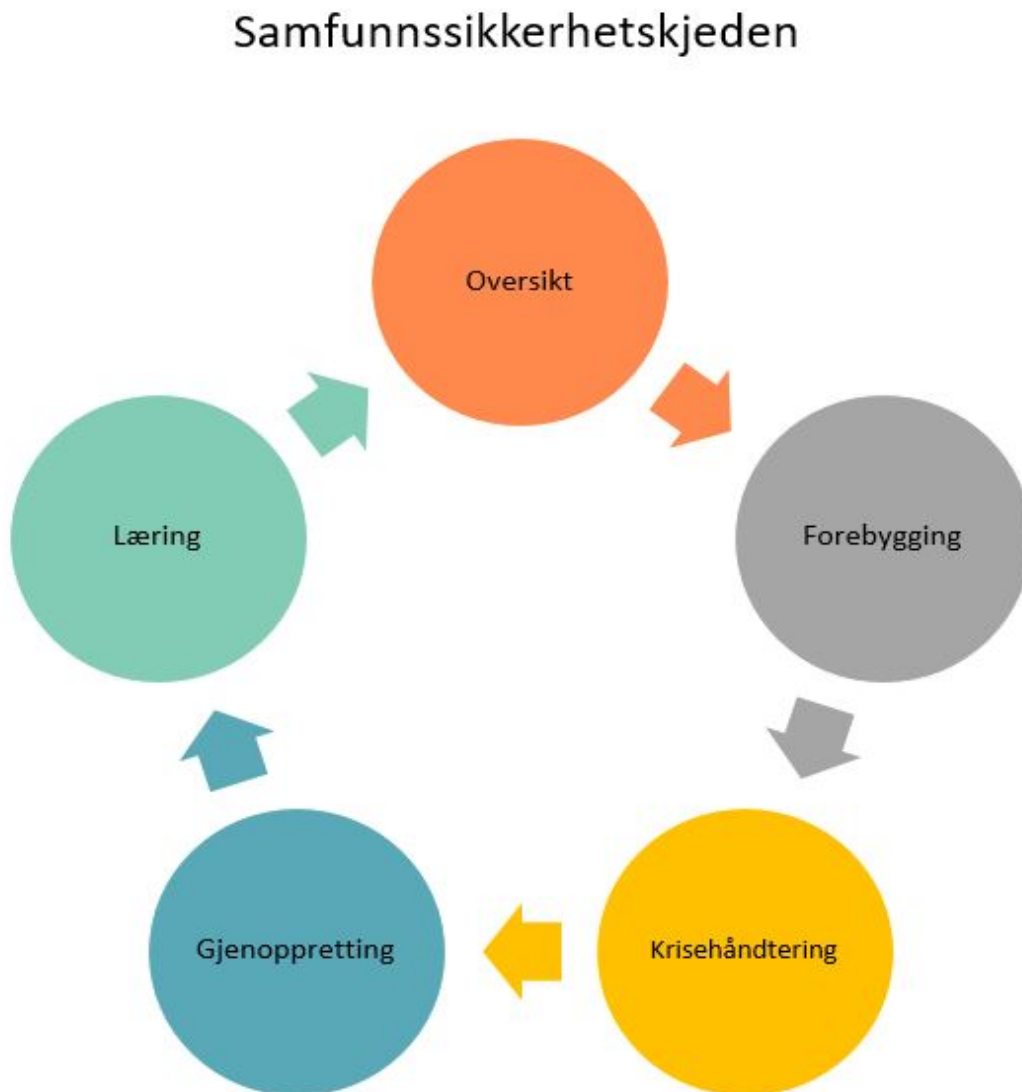 Samfunnssikkerhetskjeden
Oversikt
Forebygging
Krisehåndtering
Gjenoppretting
Læring